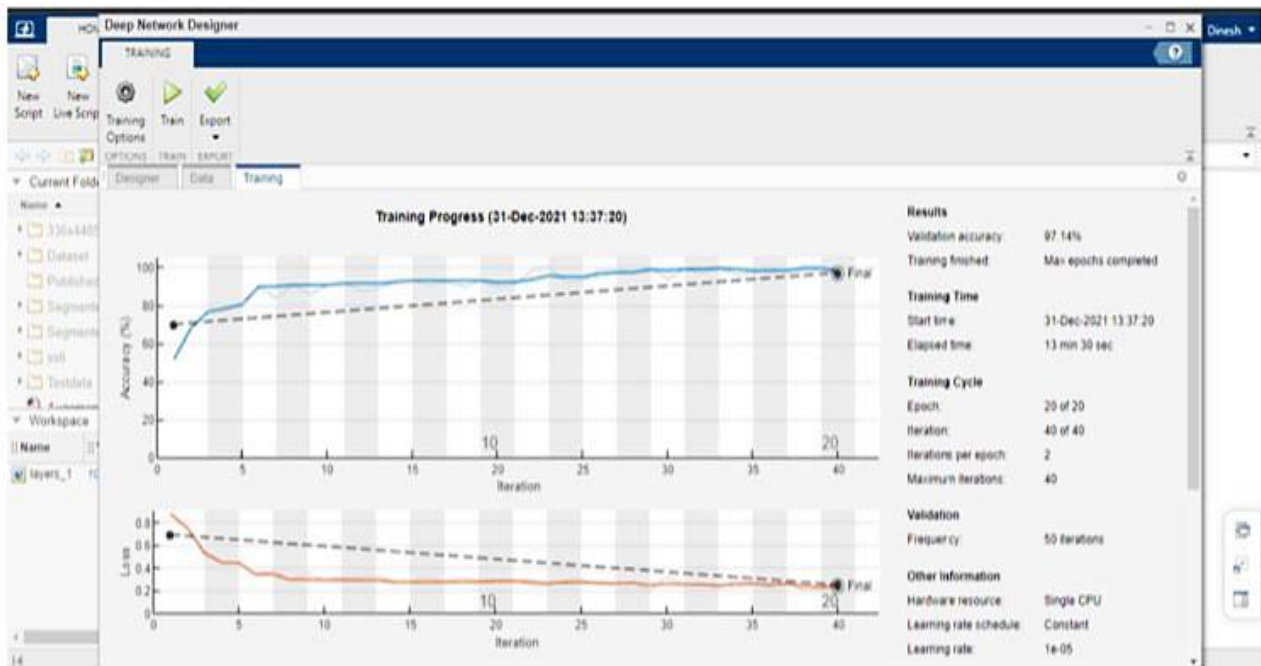 HOM
Deep Network Designer
Dinesh
TRAINING
New Script
New Live Scrip
Training Options
Train
Export
OPTIONS
TRAIN
EXPORT
Current Folde
Designer
Data
Training
Name
Dataset
Published
Segmente
Segmente
Testdata
Workspace
Name
layers_1
Training Progress (31-Dec-2021 13:37:20)
Accuracy (%)
100
80
60
40
20
0
10
20
Final
0 5 10 15 20 25 30 35 40
Iteration
Loss
0.8
0.6
0.4
0.2
0
10
20
Final
0 5 10 15 20 25 30 35 40
Iteration
Results
Validation accuracy: 97.14%
Training finished: Max epochs completed
Training Time
Start time: 31-Dec-2021 13:37:20
Elapsed time: 13 min 30 sec
Training Cycle
Epoch: 20 of 20
Iteration: 40 of 40
Iterations per epoch: 2
Maximum iterations: 40
Validation
Frequency: 50 iterations
Other Information
Hardware resource: Single CPU
Learning rate schedule: Constant
Learning rate: 1e-05